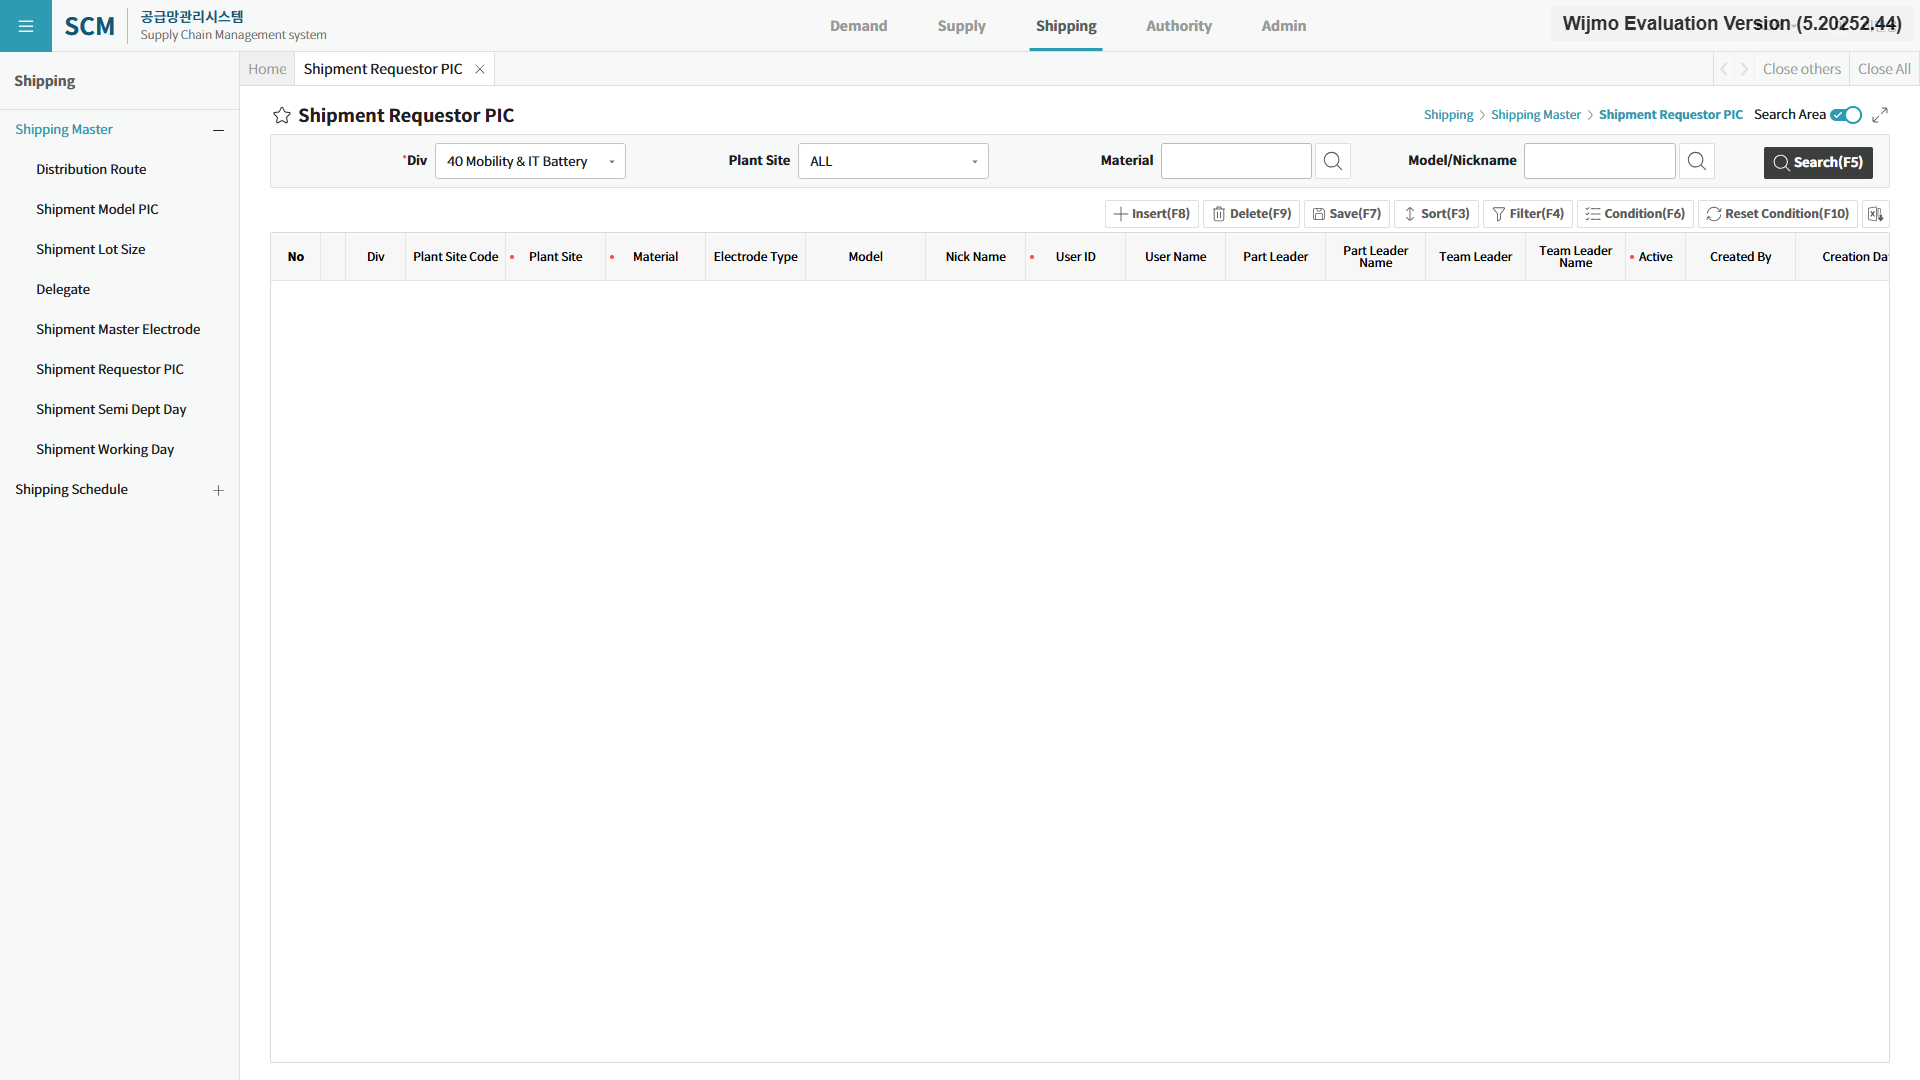 SCM
공급망관리시스템
Supply Chain Management system
Demand
Supply
Shipping
Authority
Admin
Wijmo Evaluation Version (5.20252.44)
Shipping
Home
Shipment Requestor PIC
Close others
Close All
Shipping Master
Distribution Route
Shipment Model PIC
Shipment Lot Size
Delegate
Shipment Master Electrode
Shipment Requestor PIC
Shipment Semi Dept Day
Shipment Working Day
Shipping Schedule
Shipment Requestor PIC
Shipping > Shipping Master > Shipment Requestor PIC
Search Area
*Div
40 Mobility & IT Battery
Plant Site
ALL
Material
Model/Nickname
Search(F5)
Insert(F8)
Delete(F9)
Save(F7)
Sort(F3)
Filter(F4)
Condition(F6)
Reset Condition(F10)
No
Div
Plant Site Code
Plant Site
Material
Electrode Type
Model
Nick Name
User ID
User Name
Part Leader
Part Leader
Name
Team Leader
Team Leader
Name
Active
Created By
Creation Da